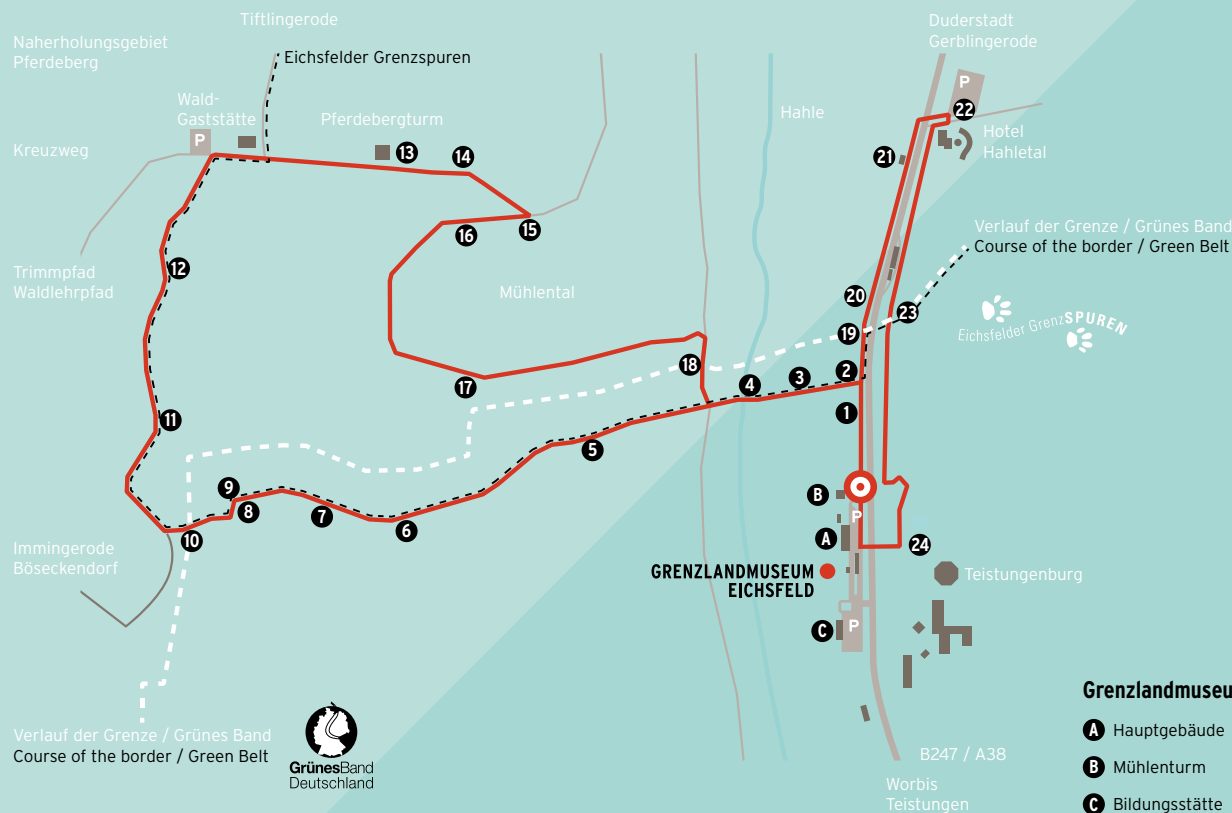 Tiftlingerode
Duderstadt
Gerblingerode
Naherholungsgebiet
Pferdeberg
Eichsfelder Grenzspuren
P
Wald-
Gaststätte
Pferdebergturm
Hahle
22
P
13
14
Hotel
Hahletal
Kreuzweg
21
15
16
Verlauf der Grenze / Grünes Band
Course of the border / Green Belt
12
Trimmpfad
Waldlehrpfad
Mühlental
20
23
Eichsfelder GrenzSPUREN
19
18
2
17
3
4
1
11
5
9
8
7
6
10
B
P
A
24
Immingerode
Böseckendorf
GRENZLANDMUSEUM
EICHSFELD
Teistungenburg
C
P
Verlauf der Grenze / Grünes Band
Course of the border / Green Belt
GrünesBand
Deutschland
B247 / A38
Worbis
Teistungen
Grenzlandmuseu
A Hauptgebäude
B Mühlenturm
C Bildungsstätte